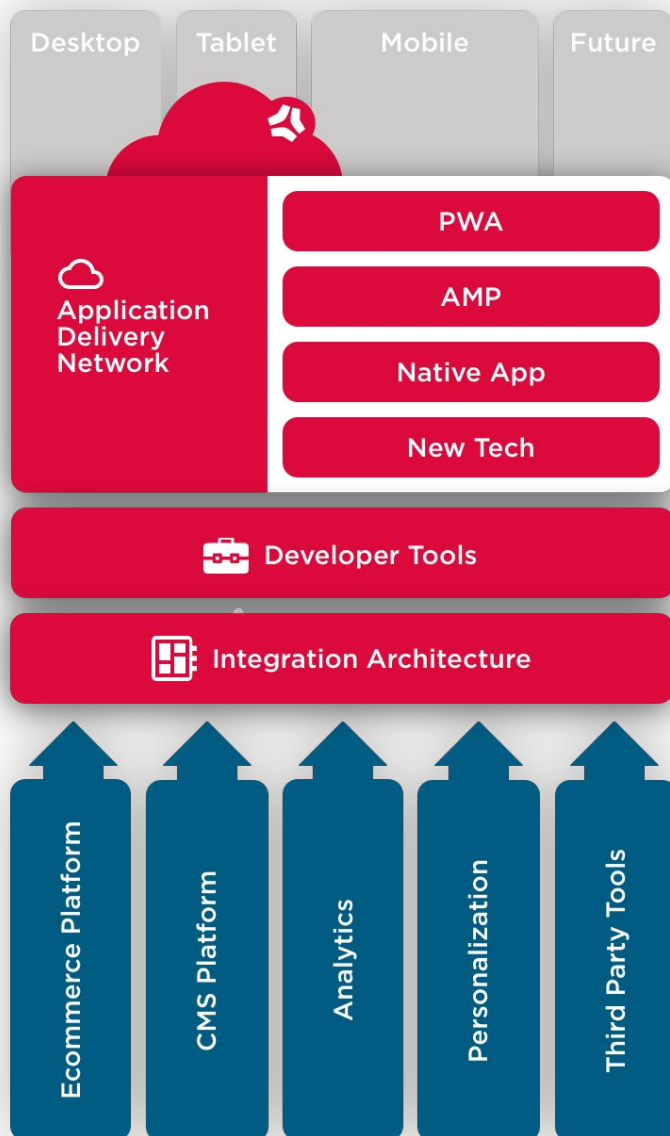 Desktop
Tablet
Mobile
Future
Application
Delivery
Network
PWA
AMP
Native App
New Tech
Developer Tools
Integration Architecture
Ecommerce Platform
CMS Platform
Analytics
Personalization
Third Party Tools